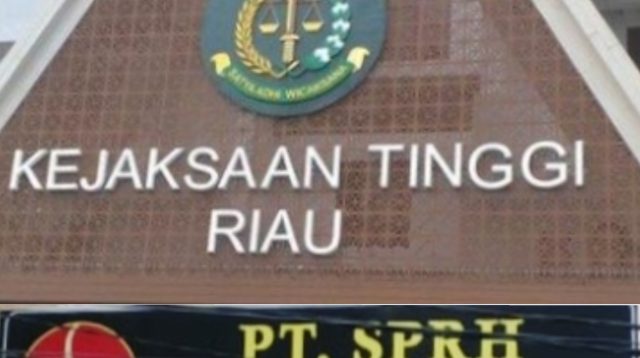 SATYA ADHI WICAKSANA
KEJAKSAAN TINGGI
RIAU
PT. SPRH